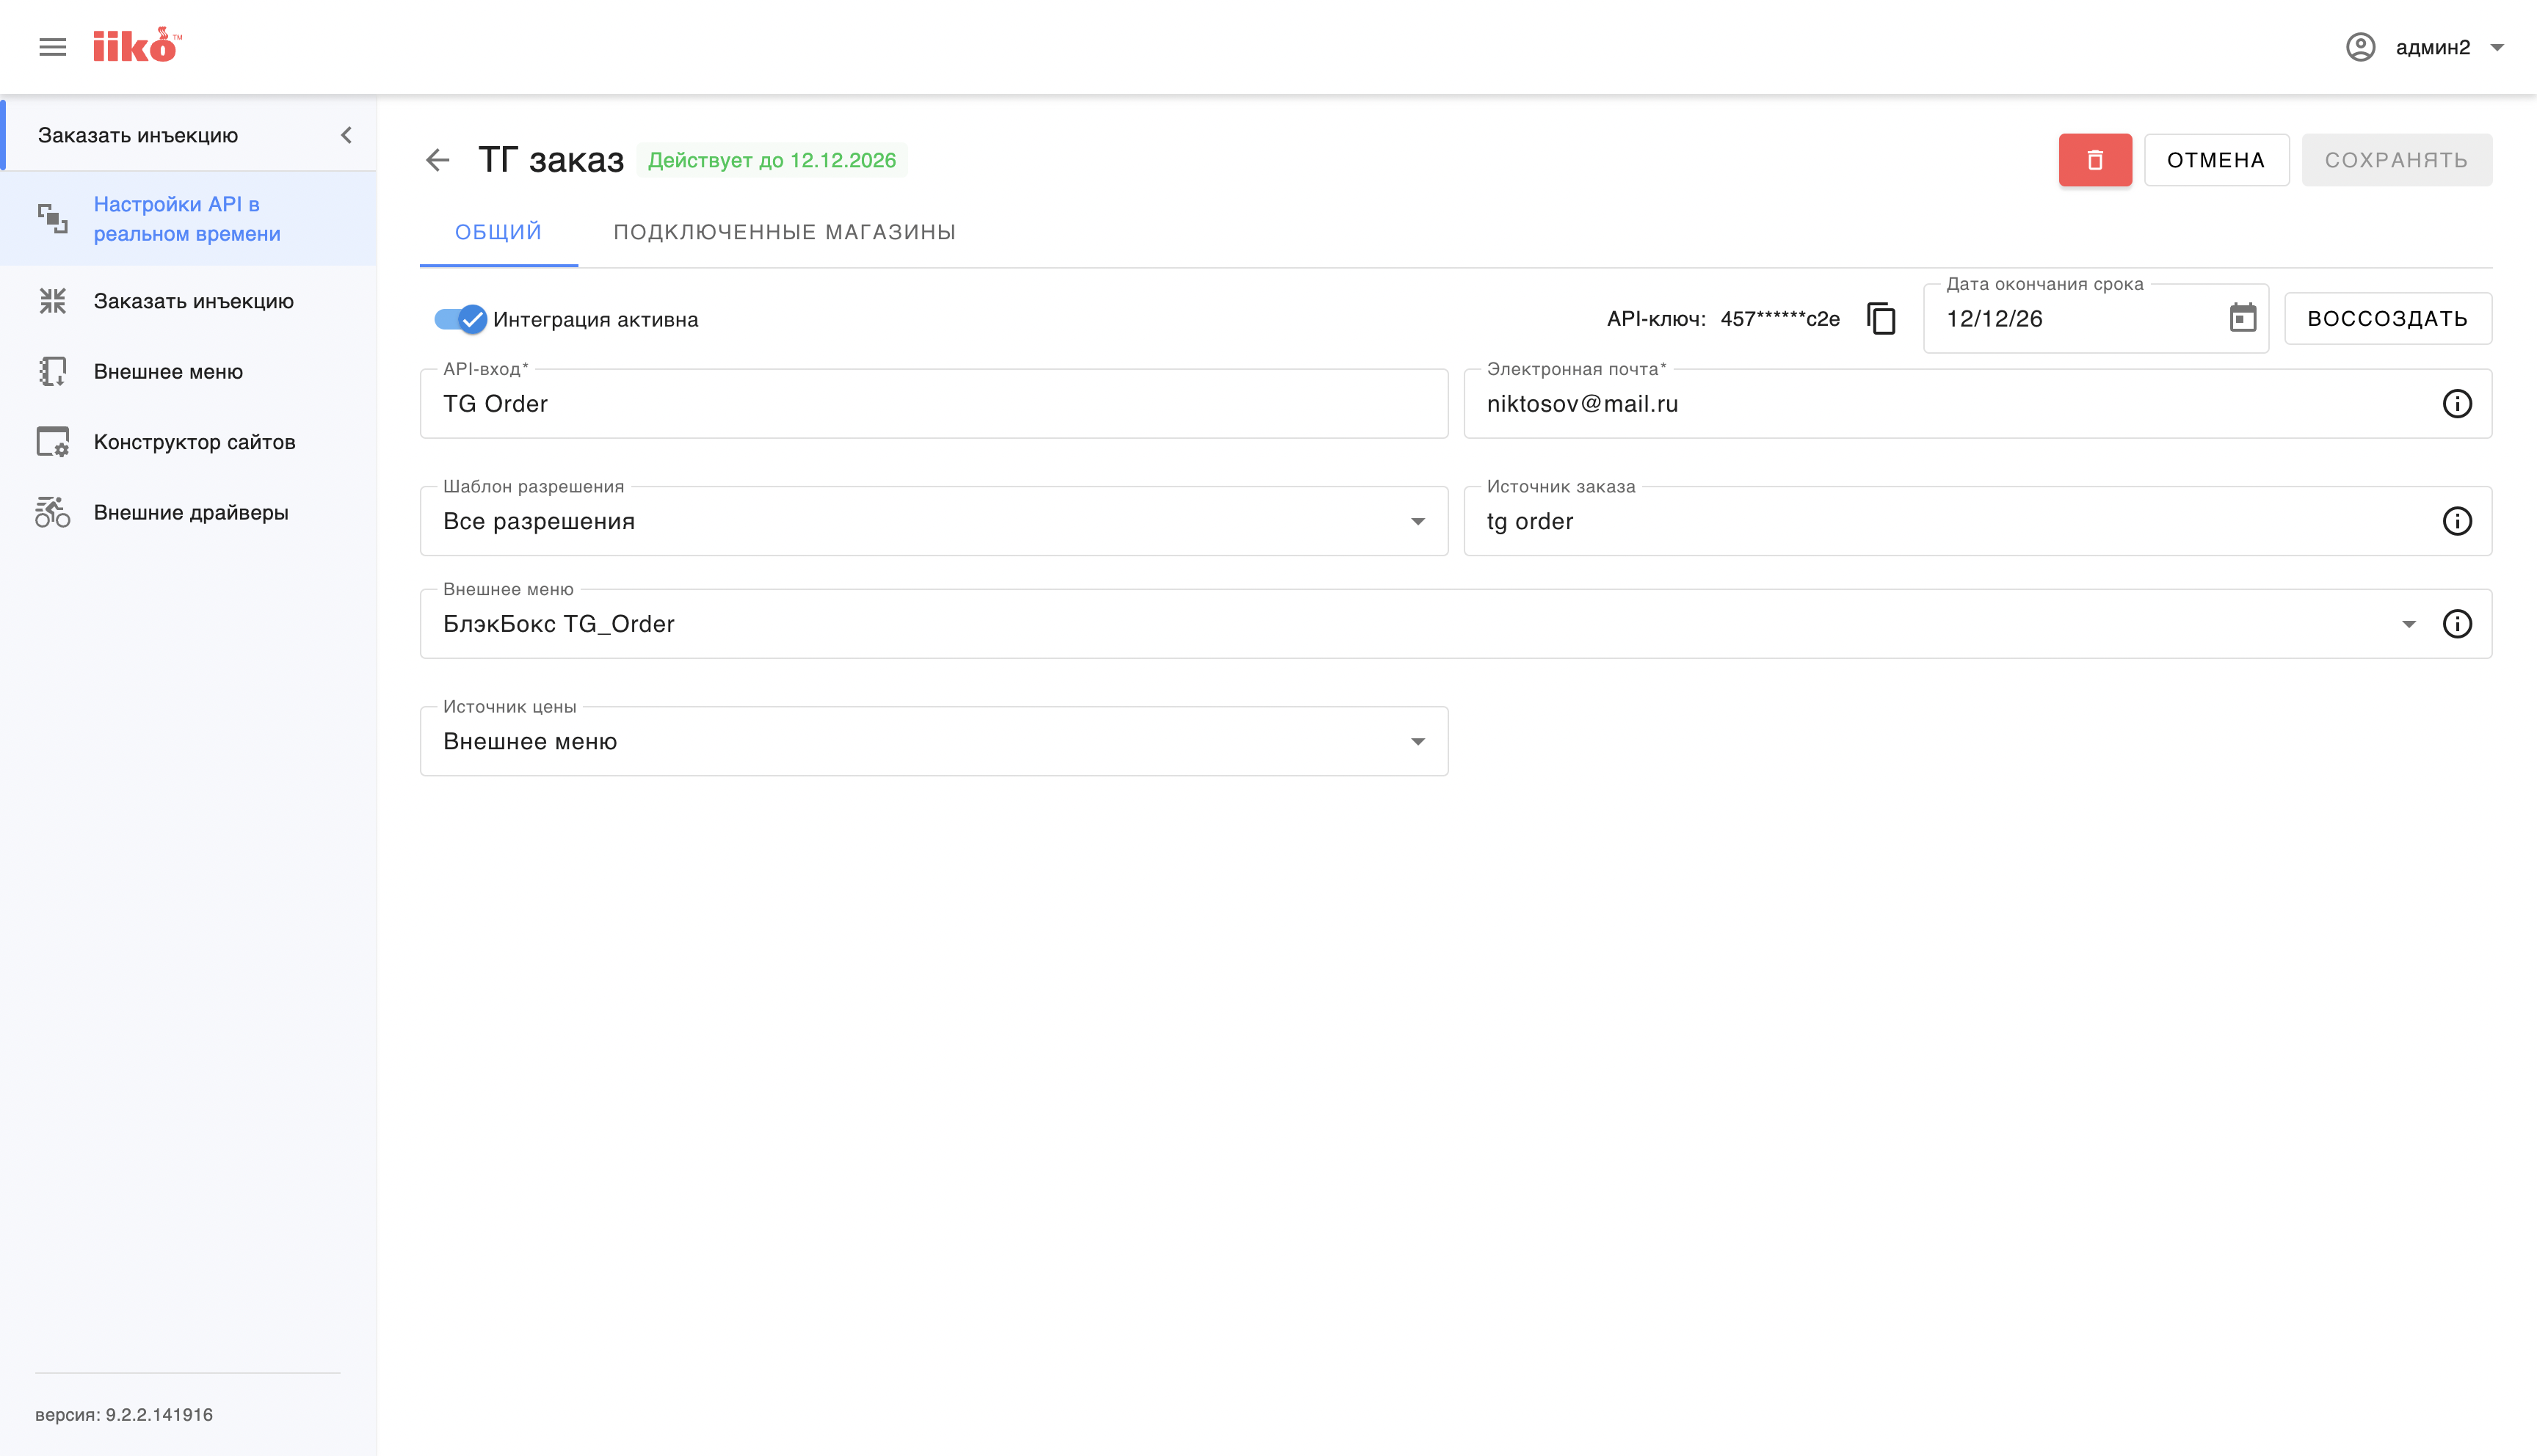 iiko™
админ2
Заказать инъекцию
Настройки API в
реальном времени
Заказать инъекцию
Внешнее меню
Конструктор сайтов
Внешние драйверы
версия: 9.2.2.141916
ТГ заказ
Действует до 12.12.2026
ОТМЕНА
СОХРАНЯТЬ
ОБЩИЙ
ПОДКЛЮЧЕННЫЕ МАГАЗИНЫ
Интеграция активна
API-ключ: 457******c2e
Дата окончания срока
12/12/26
ВОССОЗДАТЬ
API-вход*
TG Order
Электронная почта*
niktosov@mail.ru
Шаблон разрешения
Все разрешения
Источник заказа
tg order
Внешнее меню
БлэкБокс TG_Order
Источник цены
Внешнее меню